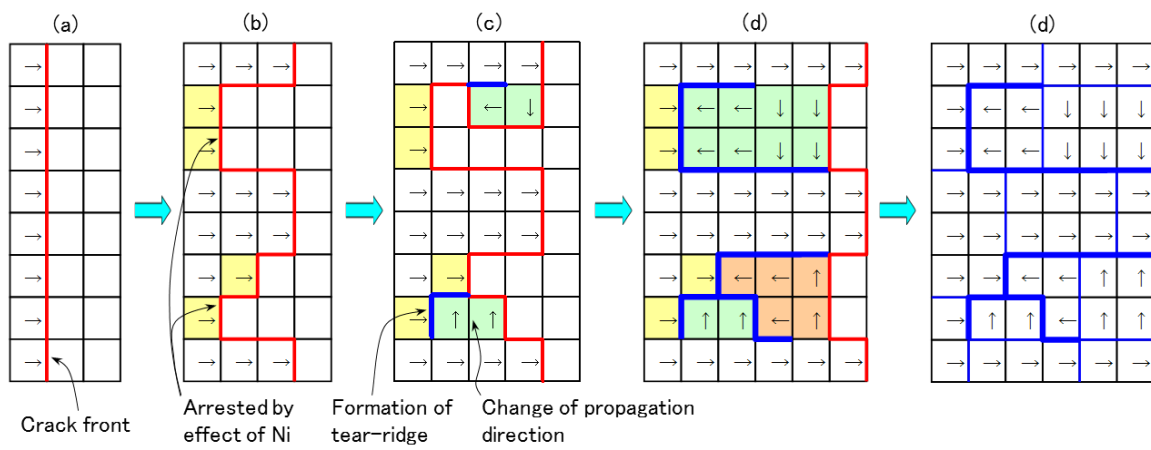 (a)
(b)
(c)
(d)
(d)
Crack front
Arrested by
effect of Ni
Formation of
tear-ridge
Change of propagation
direction